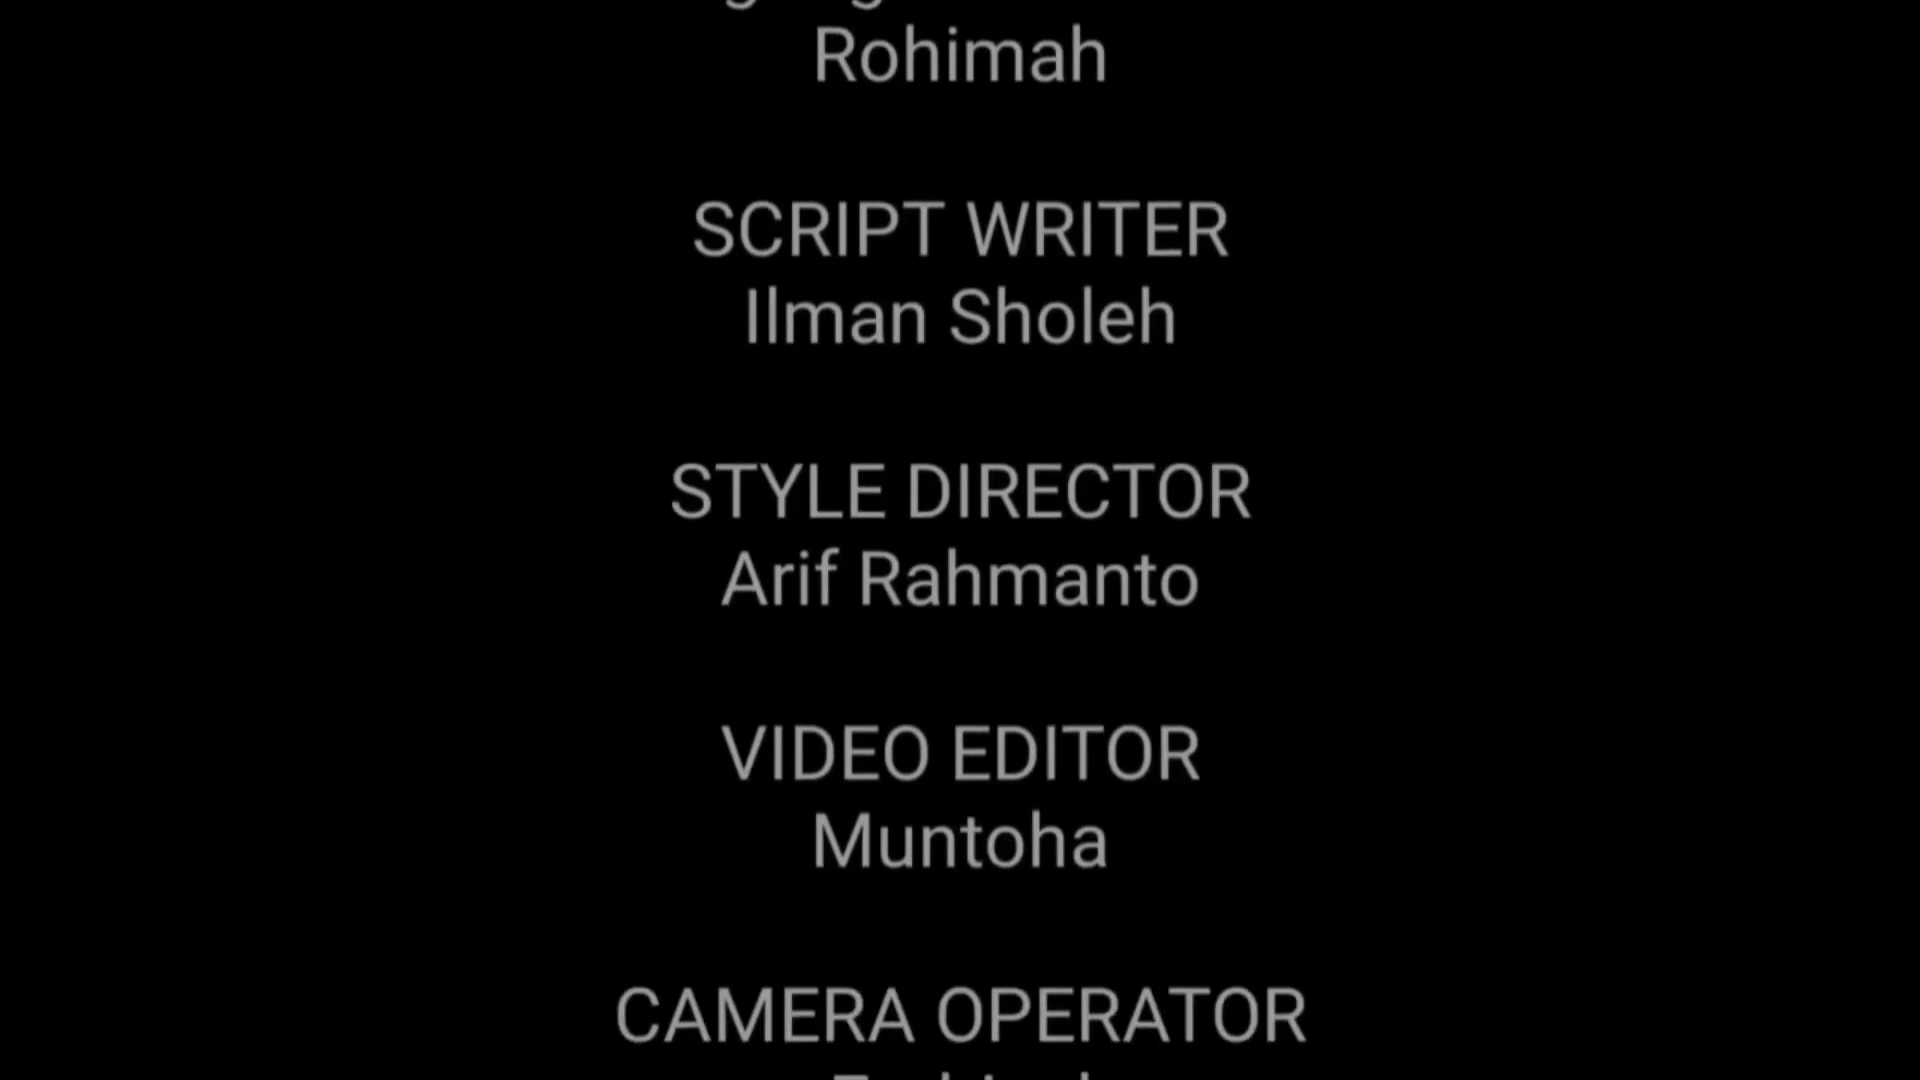 Rohimah
SCRIPT WRITER
Ilman Sholeh
STYLE DIRECTOR
Arif Rahmanto
VIDEO EDITOR
Muntoha
CAMERA OPERATOR